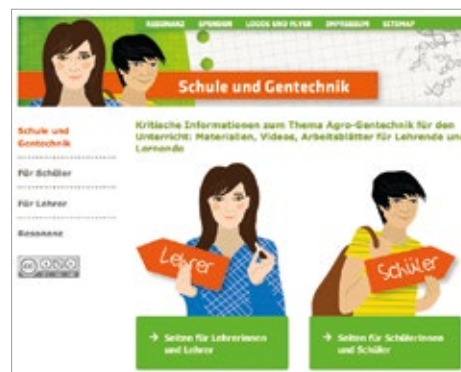 RESONANZ SPENDEN LOGOS UND FLYER IMPRESSUM SITEMAP
Schule und Gentechnik
Schule und
Gentechnik
Für Schüler
Für Lehrer
Resonanz
Kritische Informationen zum Thema Agro-Gentechnik für den
Unterricht: Materialien, Videos, Arbeitsblätter für Lehrende und
Lernende
Lehrer
Schüler
→ Seiten für Lehrerinnen
und Lehrer
→ Seiten für Schülerinnen
und Schüler